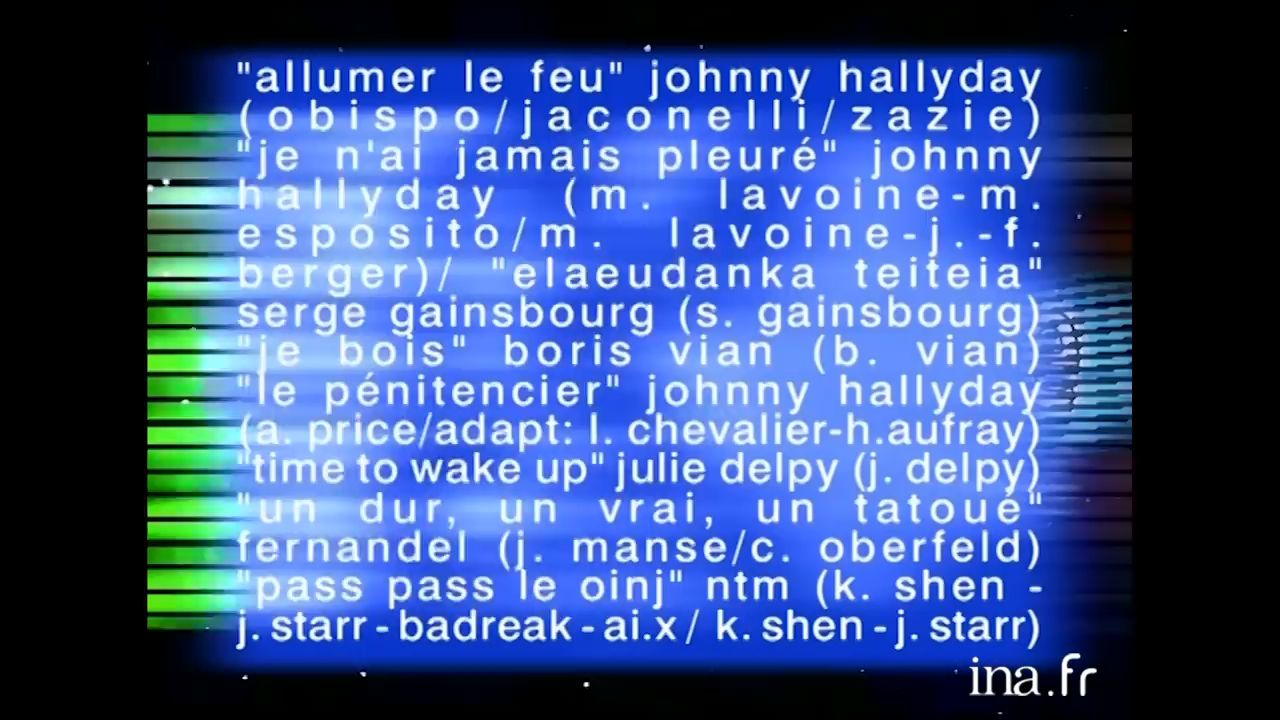 "allumer le feu" johnny hallyday
(obispo/jaconelli/zazie)
"je n'ai jamais pleuré" johnny
hallyday (m. lavoine-m.
esposito/m. lavoine-j.-f.
berger)/ "elaeudanka teiteia"
serge gainsbourg (s. gainsbourg)
"je bois" boris vian (b. vian)
"le pénitencier" johnny hallyday
(a. price/adapt: l. chevalier-h.aufray)
"time to wake up" julie delpy (j. delpy)
"un dur, un vrai, un tatoué"
fernandel (j. manse/c. oberfeld)
"pass pass le oinj" ntm (k. shen -
j. starr - badreak - ai.x / k. shen - j. starr)
ina.fr